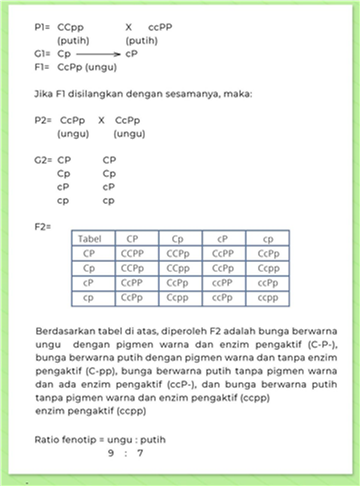 P1= CCpp X ccPP
(putih) (putih)
G1= Cp ⟶ cP
F1= CcPp (ungu)
Jika F1 disilangkan dengan sesamanya, maka:
P2= CcPp X CcPp
(ungu) (ungu)
G2= CP CP
Cp Cp
cP cP
cp cp
F2=
Tabel CP Cp cP cp
CP CCPP CCPp CcPP CcPp
Cp CCPp CCpp CcPp Ccpp
cP CcPP CcPp ccPP ccPp
cp CcPp Ccpp ccPp ccpp
Berdasarkan tabel di atas, diperoleh F2 adalah bunga berwarna
ungu dengan pigmen warna dan enzim pengaktif (C-P-),
bunga berwarna putih dengan pigmen warna dan tanpa enzim
pengaktif (C-pp), bunga berwarna putih tanpa pigmen warna
dan ada enzim pengaktif (ccP-), dan bunga berwarna putih
tanpa pigmen warna dan enzim pengaktif (ccpp)
enzim pengaktif (ccpp)
Ratio fenotip = ungu : putih
9 : 7